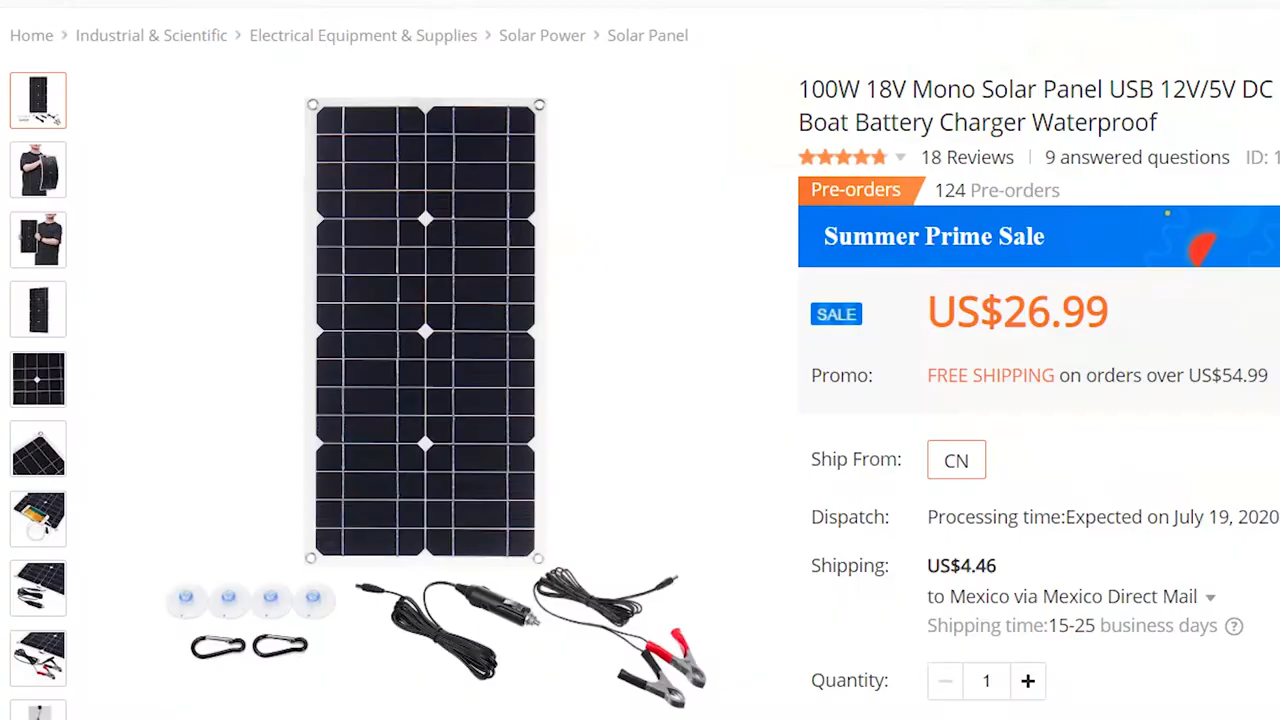 Home > Industrial & Scientific > Electrical Equipment & Supplies > Solar Power > Solar Panel
100W 18V Mono Solar Panel USB 12V/5V DC
Boat Battery Charger Waterproof
18 Reviews | 9 answered questions ID: 1
Pre-orders 124 Pre-orders
Summer Prime Sale
SALE US$26.99
Promo: FREE SHIPPING on orders over US$54.99
Ship From: CN
Dispatch: Processing time:Expected on July 19, 2020
Shipping: US$4.46
to Mexico via Mexico Direct Mail
Shipping time:15-25 business days ?
Quantity: − 1 +